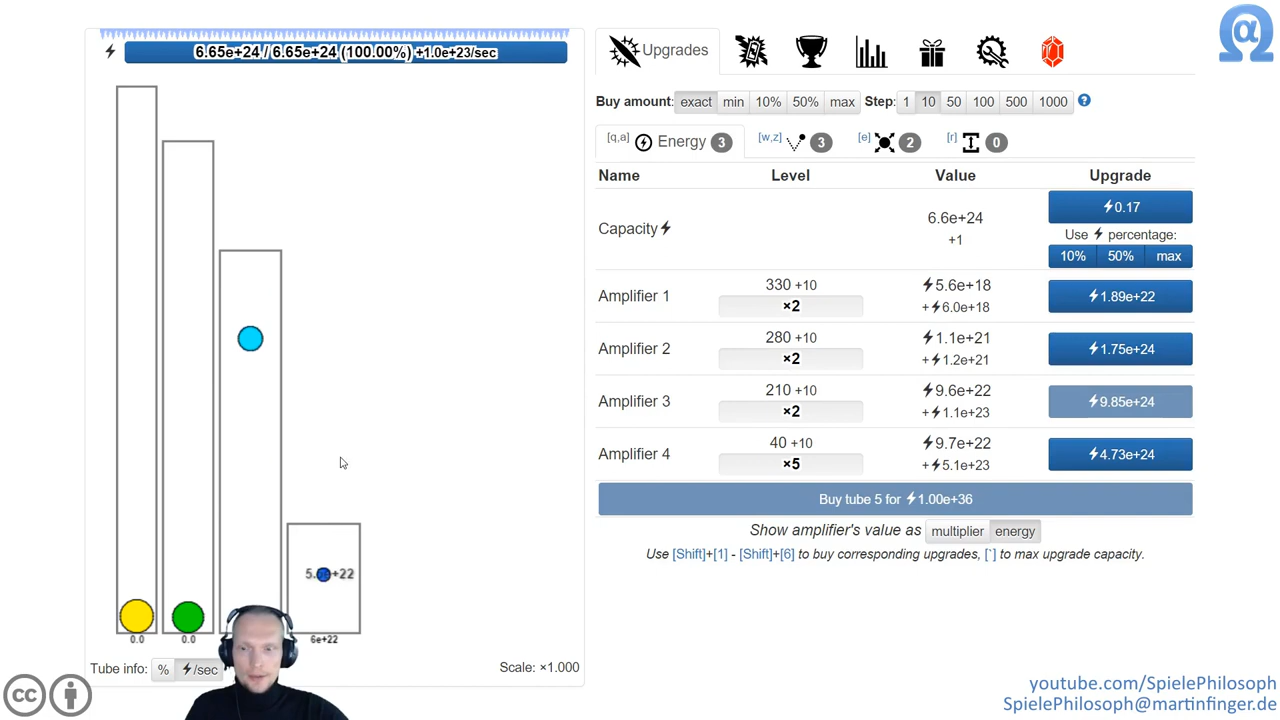 6.65e+24 / 6.65e+24 (100.00%) +1.0e+23/sec
Upgrades
Buy amount: exact min 10% 50% max Step: 1 10 50 100 500 1000 ?
[q,a] Energy 3 [w,z] 3 [e] 2 [r] 0
Name Level Value Upgrade
Capacity 6.6e+24 +1 0.17
Use percentage:
10% 50% max
Amplifier 1 330 +10 ×2 5.6e+18 +6.0e+18 1.89e+22
Amplifier 2 280 +10 ×2 1.1e+21 +1.2e+21 1.75e+24
Amplifier 3 210 +10 ×2 9.6e+22 +1.1e+23 9.85e+24
Amplifier 4 40 +10 ×5 9.7e+22 +5.1e+23 4.73e+24
Buy tube 5 for 1.00e+36
Show amplifier's value as multiplier energy
Use [Shift]+[1] - [Shift]+[6] to buy corresponding upgrades, [`] to max upgrade capacity.
0.0 0.0 6e+22
Tube info: % /sec Scale: ×1.000
cc
youtube.com/SpielePhilosoph
SpielePhilosoph@martinfinger.de